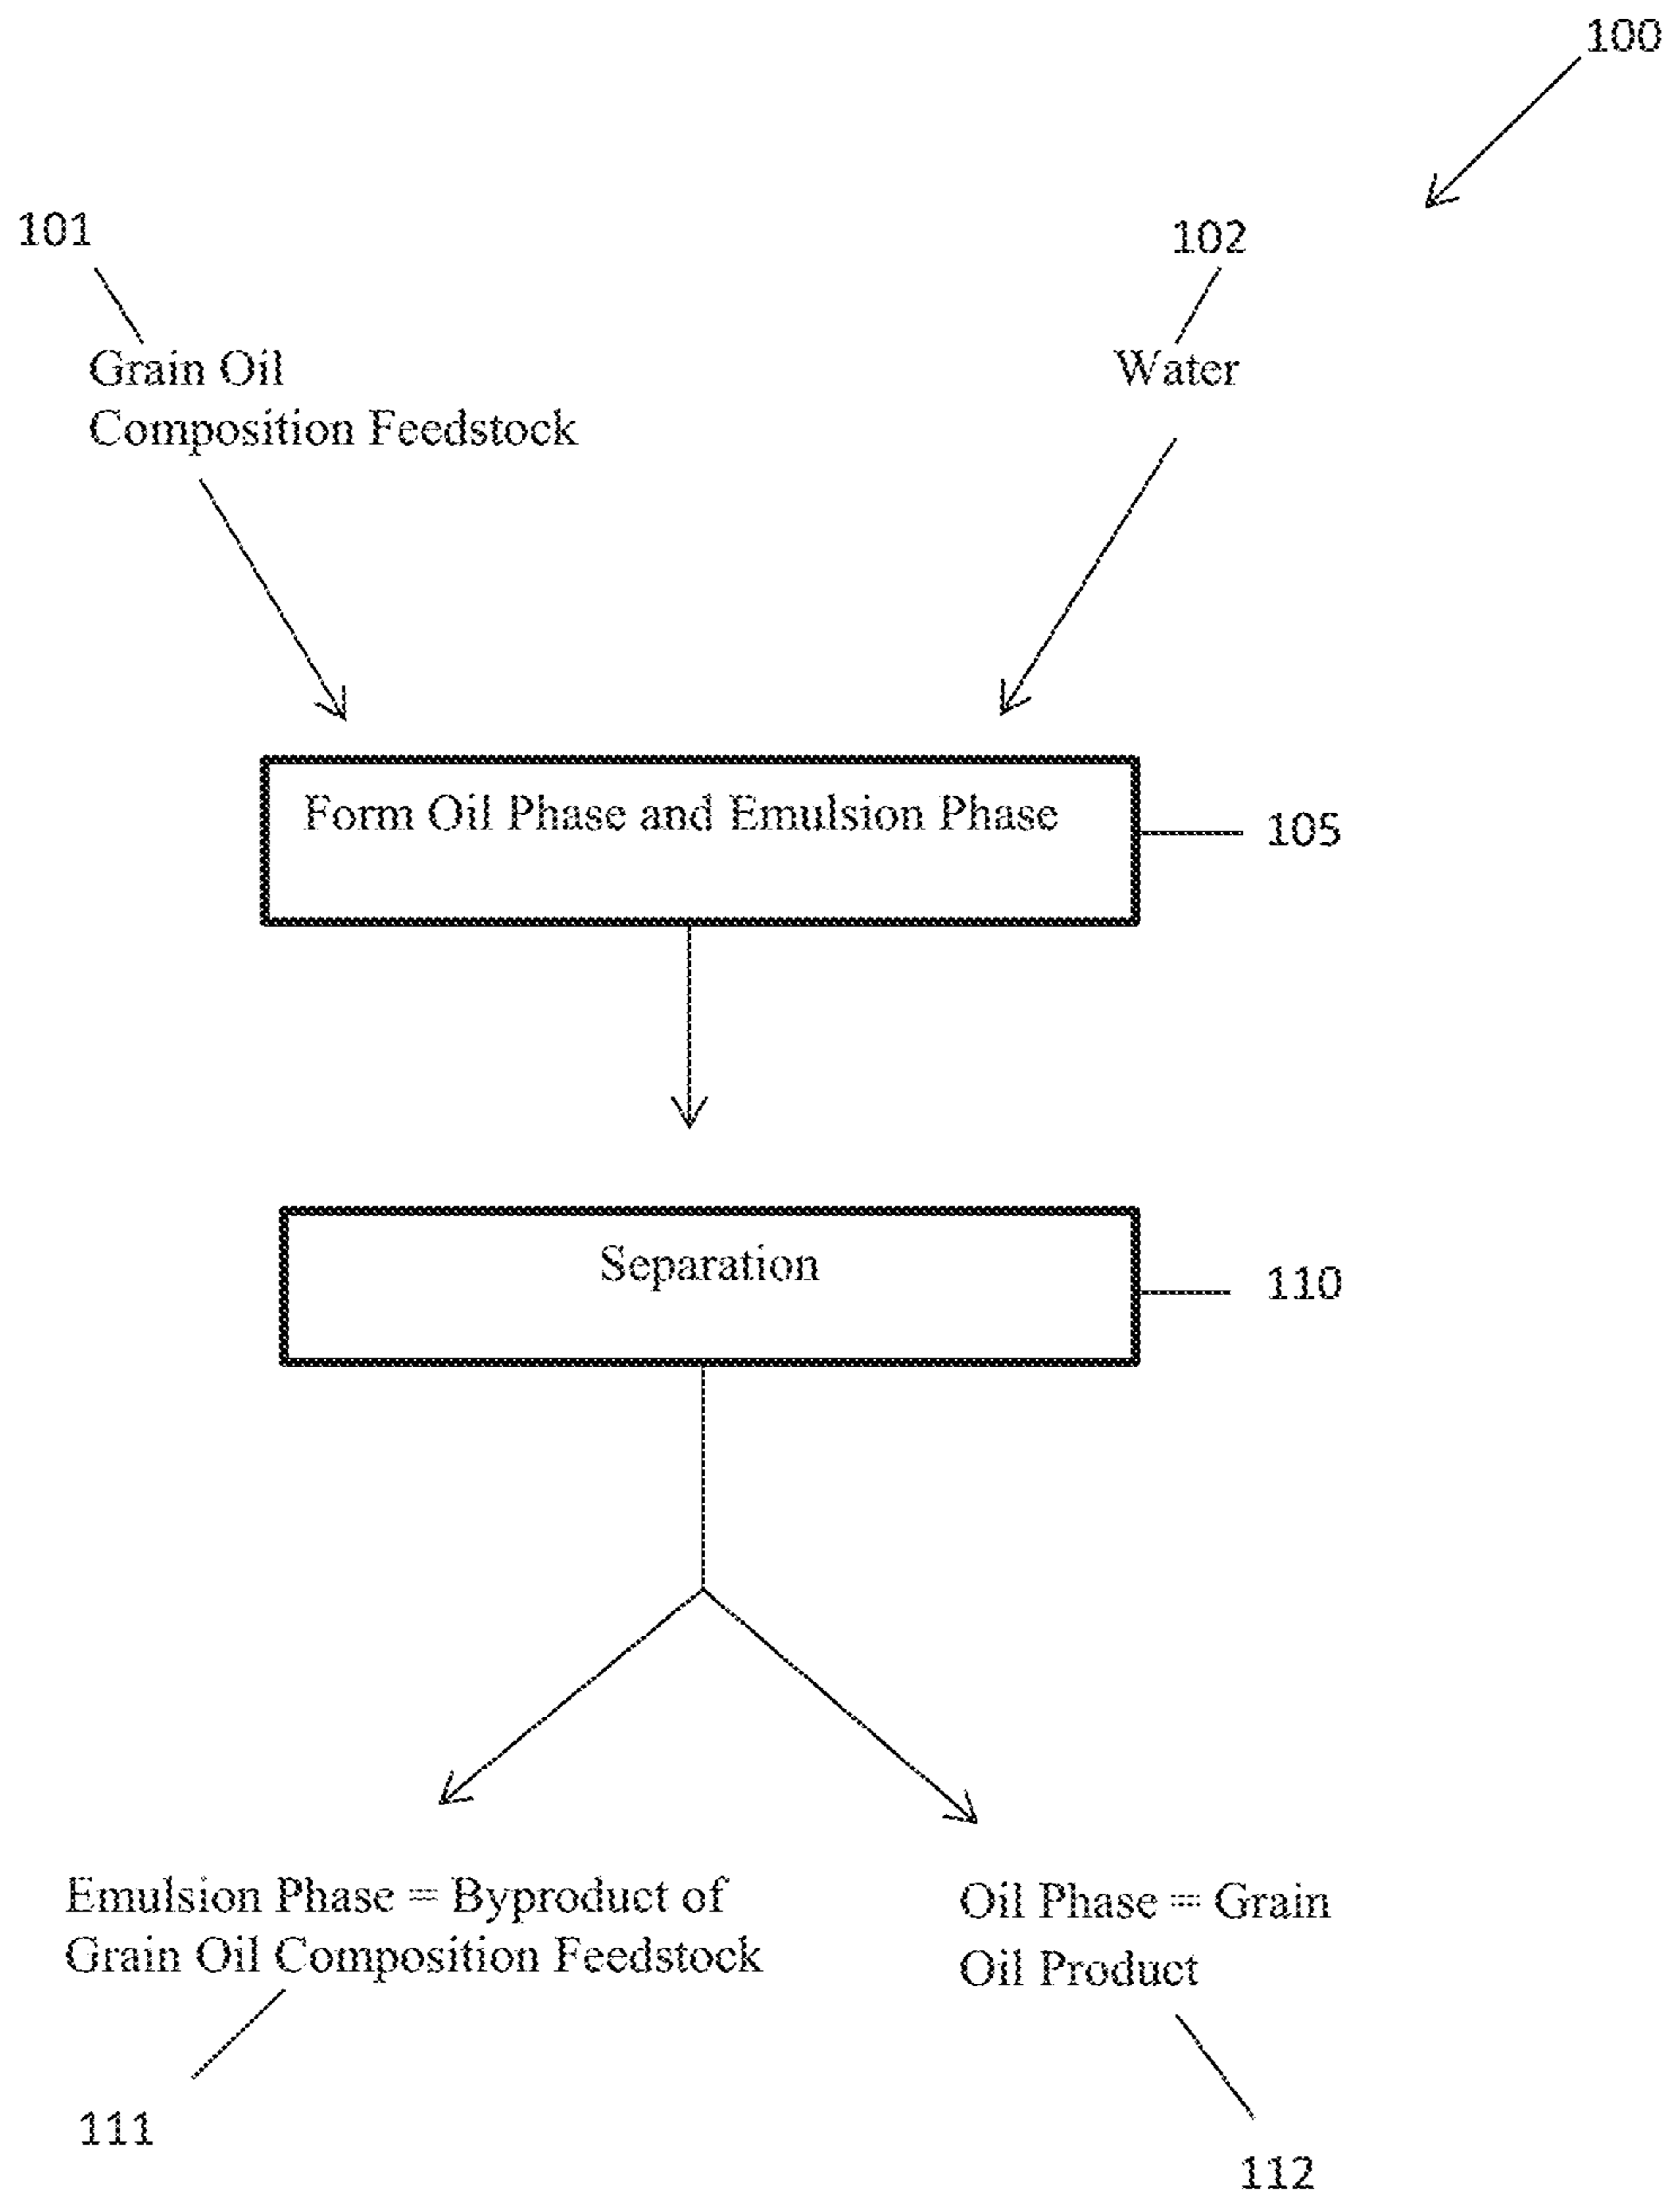 100
101
102
Grain Oil
Composition Feedstock
Water
Form Oil Phase and Emulsion Phase
105
Separation
110
Emulsion Phase = Byproduct of
Grain Oil Composition Feedstock
Oil Phase = Grain
Oil Product
111
112